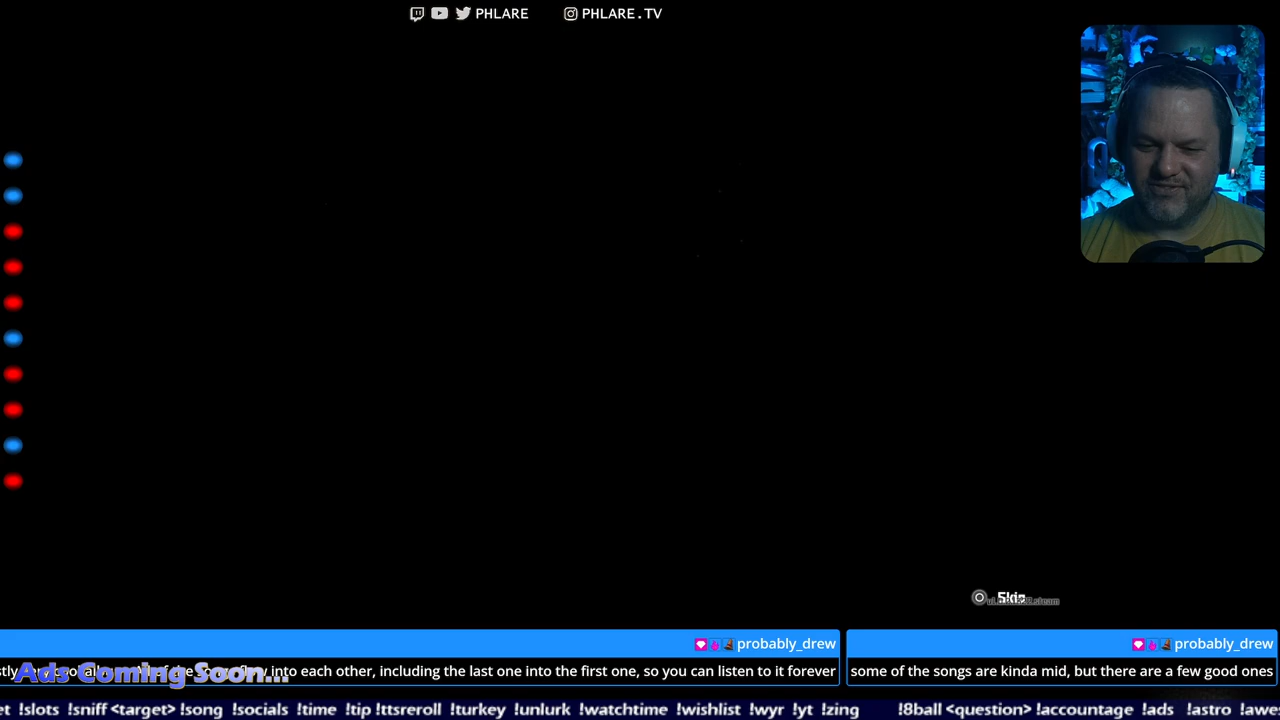 PHLARE PHLARE.TV
Skip
probably_drew
into each other, including the last one into the first one, so you can listen to it forever
probably_drew
some of the songs are kinda mid, but there are a few good ones
Ads Coming Soon...
!slots !sniff <target> !song !socials !time !tip !ttsreroll !turkey !unlurk !watchtime !wishlist !wyr !yt !zing !8ball <question> !accountage !ads !astro